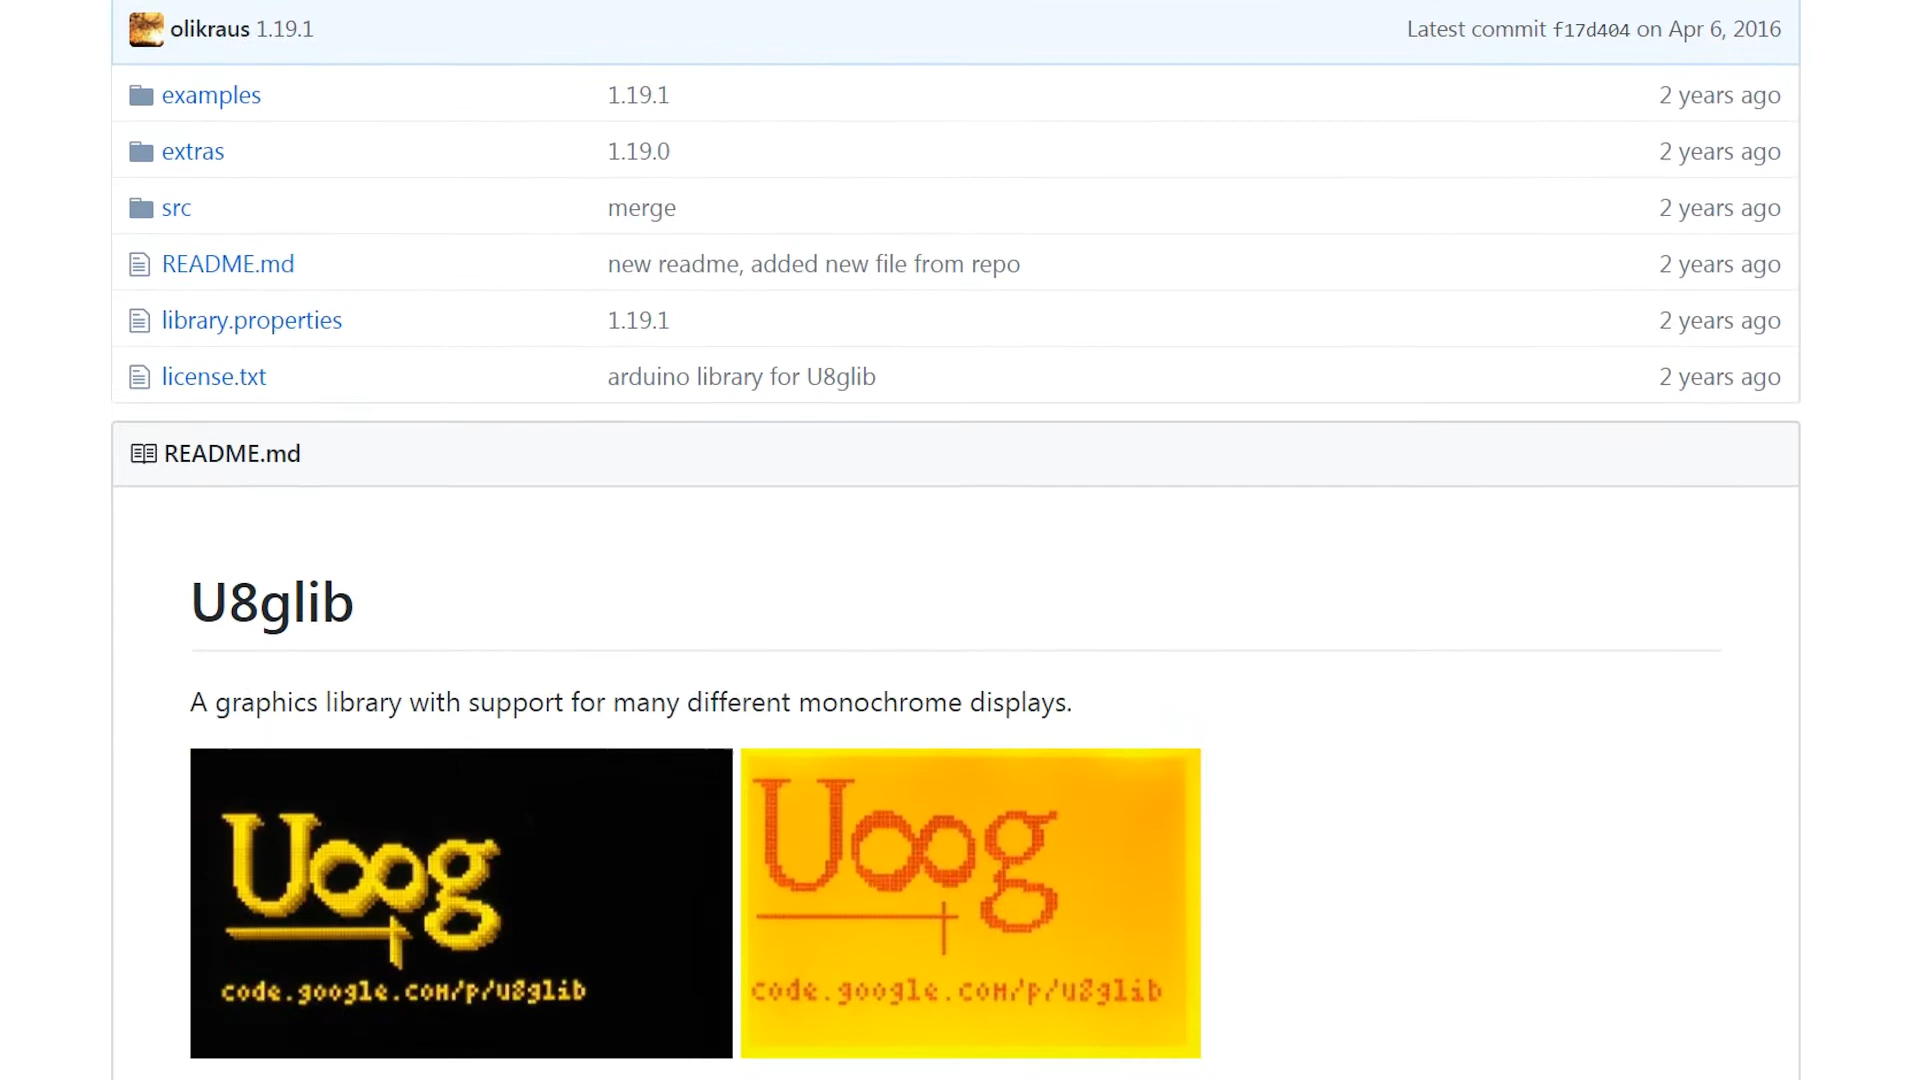 olikraus 1.19.1 Latest commit f17d404 on Apr 6, 2016
examples 1.19.1 2 years ago
extras 1.19.0 2 years ago
src merge 2 years ago
README.md new readme, added new file from repo 2 years ago
library.properties 1.19.1 2 years ago
license.txt arduino library for U8glib 2 years ago
README.md
U8glib
A graphics library with support for many different monochrome displays.
U8g
code.google.com/p/u8glib
U8g
code.google.com/p/u8glib